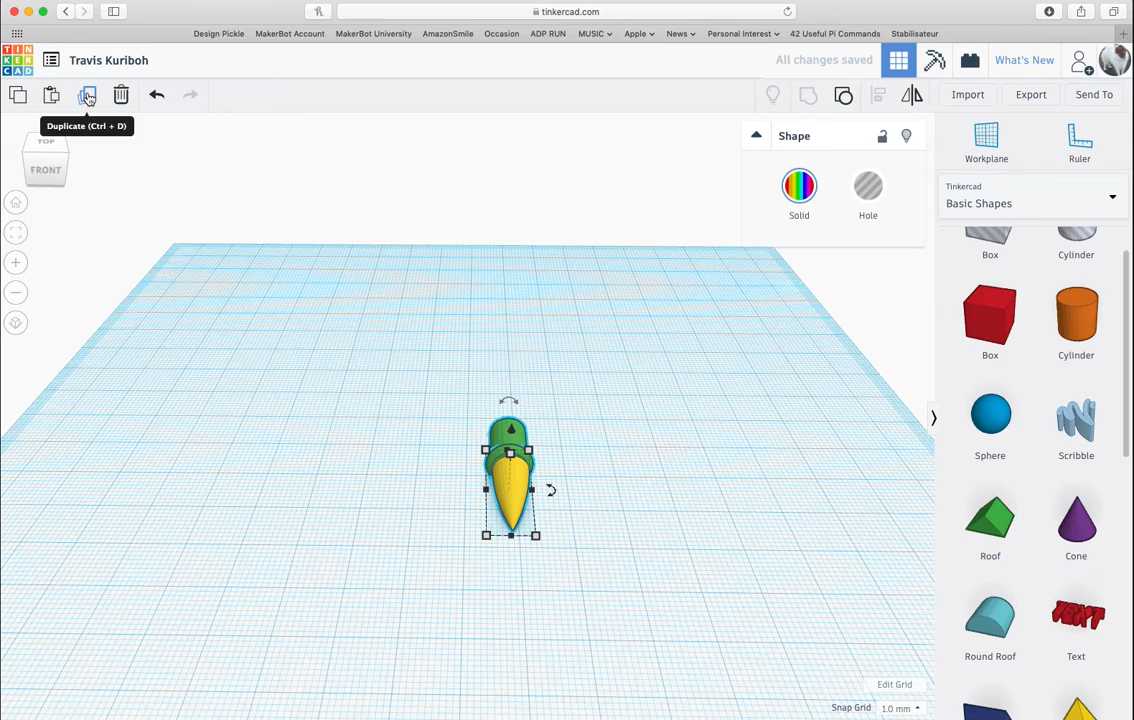 tinkercad.com
Design Pickle MakerBot Account MakerBot University AmazonSmile Occasion ADP RUN MUSIC Apple News Personal Interest 42 Useful Pi Commands Stabilisateur
TIN
KER
CAD
Travis Kuriboh
All changes saved
What's New
Import Export Send To
Duplicate (Ctrl + D)
TOP
FRONT
Shape
Solid Hole
Workplane Ruler
Tinkercad
Basic Shapes
Box Cylinder
Box Cylinder
Sphere Scribble
Roof Cone
TEXT
Round Roof Text
Edit Grid
Snap Grid 1.0 mm